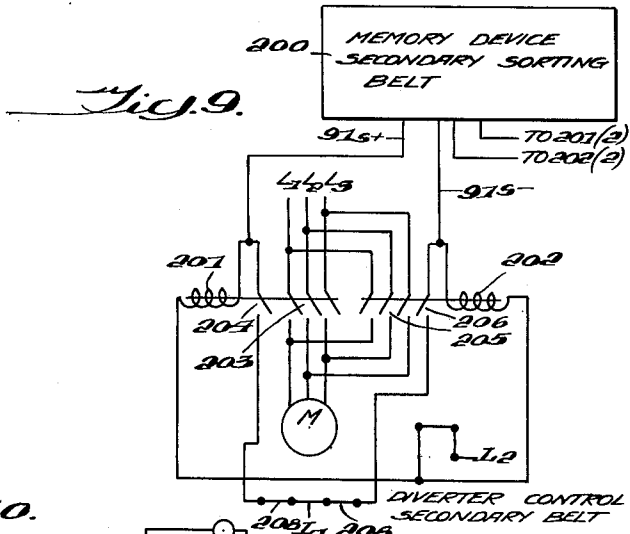 200
MEMORY DEVICE
SECONDARY SORTING
BELT
Fig. 9.
91s+
TO 201(2)
TO 202(2)
L1 L2 L3
91s-
201
202
204
203
206
205
M
L2
DIVERTER CONTROL
SECONDARY BELT
208 L1 208
0.